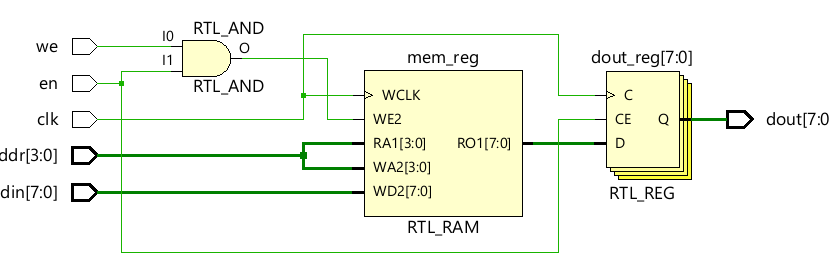 RTL_AND
we
I0
O
I1
en
RTL_AND
clk
addr[3:0]
din[7:0]
mem_reg
WCLK
WE2
RA1[3:0]
RO1[7:0]
WA2[3:0]
WD2[7:0]
RTL_RAM
dout_reg[7:0]
C
CE
Q
D
RTL_REG
dout[7:0